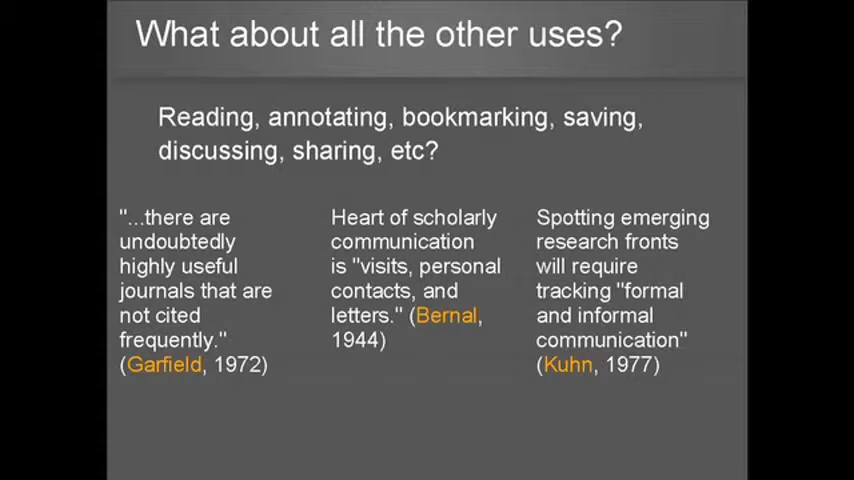 What about all the other uses?
Reading, annotating, bookmarking, saving,
discussing, sharing, etc?
"...there are
undoubtedly
highly useful
journals that are
not cited
frequently."
(Garfield, 1972)
Heart of scholarly
communication
is "visits, personal
contacts, and
letters." (Bernal,
1944)
Spotting emerging
research fronts
will require
tracking "formal
and informal
communication"
(Kuhn, 1977)